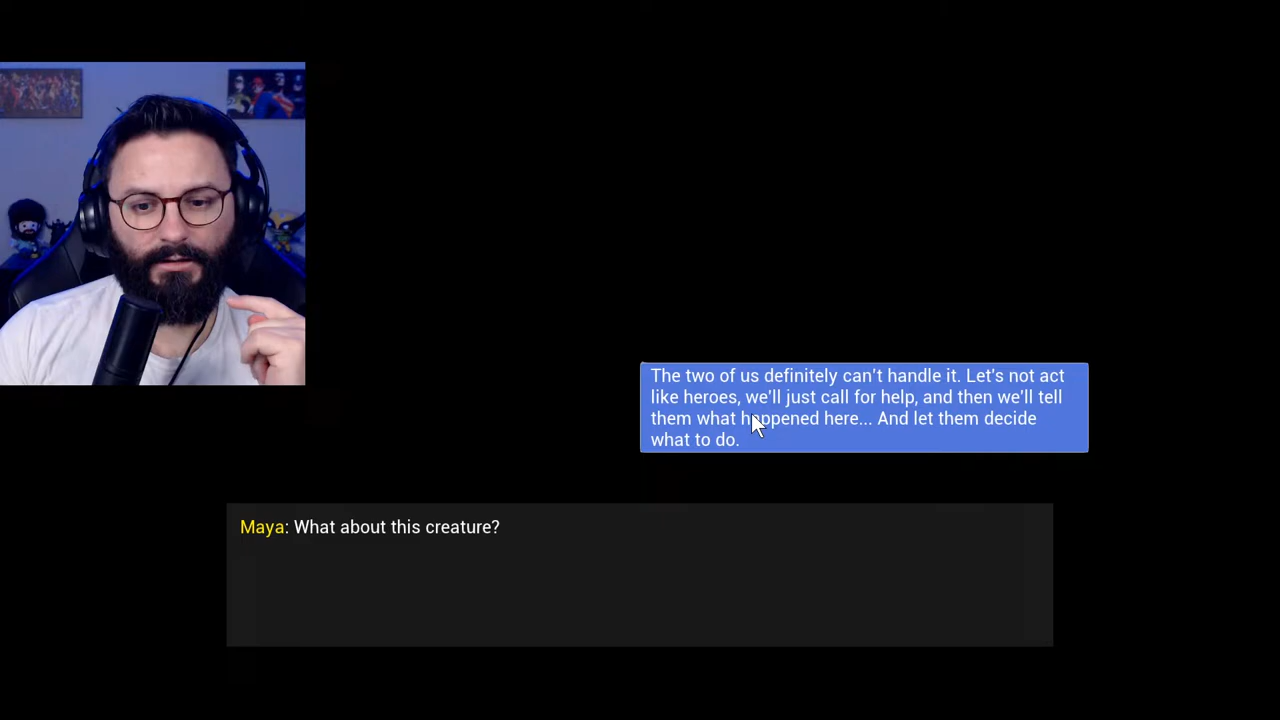 The two of us definitely can't handle it. Let's not act
like heroes, we'll just call for help, and then we'll tell
them what happened here... And let them decide
what to do.
Maya: What about this creature?